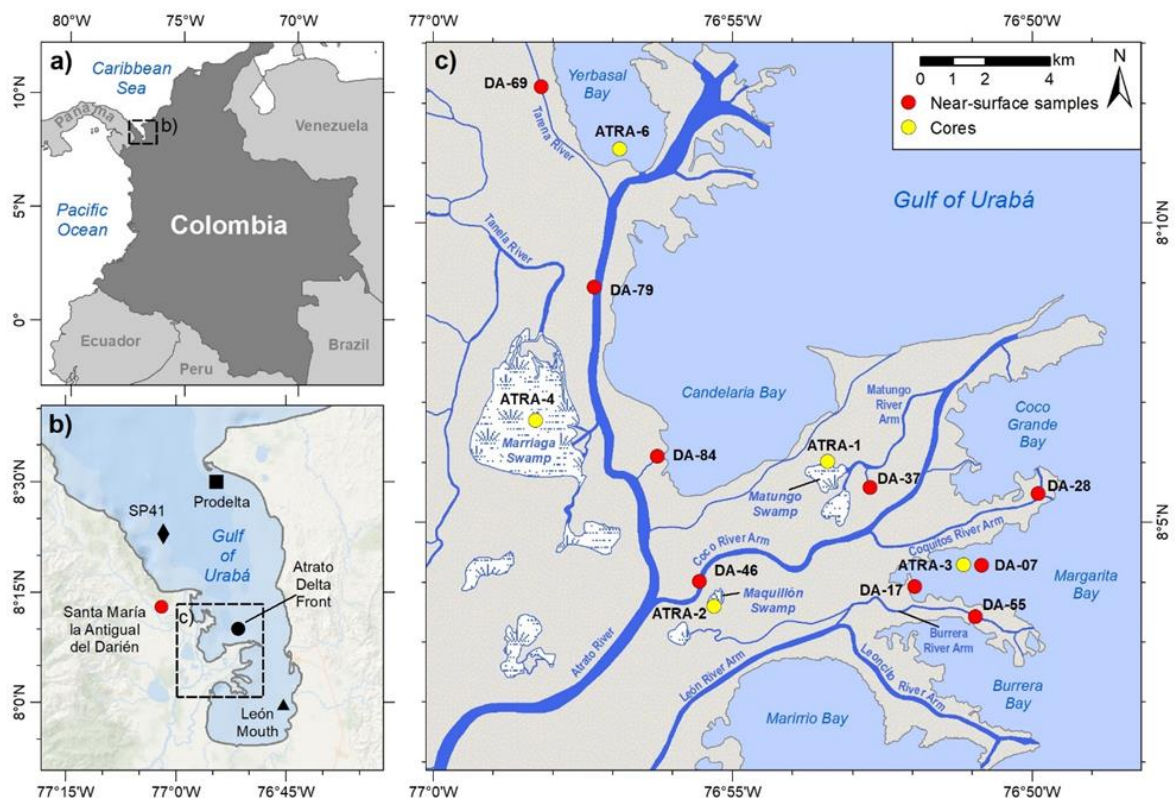 80°W
75°W
70°W
a)
Caribbean
Sea
10°N
Panama
b)
Venezuela
5°N
Pacific
Ocean
Colombia
0°
Ecuador
Peru
Brazil
b)
8°30'N
Prodelta
SP41
Gulf
of
Urabá
Atrato
Delta
Front
8°15'N
Santa María
la Antigual
del Darién
c)
8°0'N
León
Mouth
77°15'W
77°0'W
76°45'W
77°0'W
76°55'W
76°50'W
c)
0 1 2 4
km
N
Near-surface samples
Cores
DA-69
Yerbasal
Bay
ATRA-6
Tarena River
Gulf of Urabá
8°10'N
Tanela River
DA-79
Candelaria Bay
Matungo
River
Arm
Coco
Grande
Bay
ATRA-4
Marriaga
Swamp
ATRA-1
DA-84
DA-37
DA-28
Matungo
Swamp
8°5'N
Coco River Arm
Coquitos River Arm
DA-46
ATRA-3
DA-07
Margarita
Bay
Maquillón
Swamp
DA-17
ATRA-2
DA-55
Atrato River
Burrera
River Arm
León River Arm
Leoncito River Arm
Burrera
Bay
Marirrio Bay
77°0'W
76°55'W
76°50'W